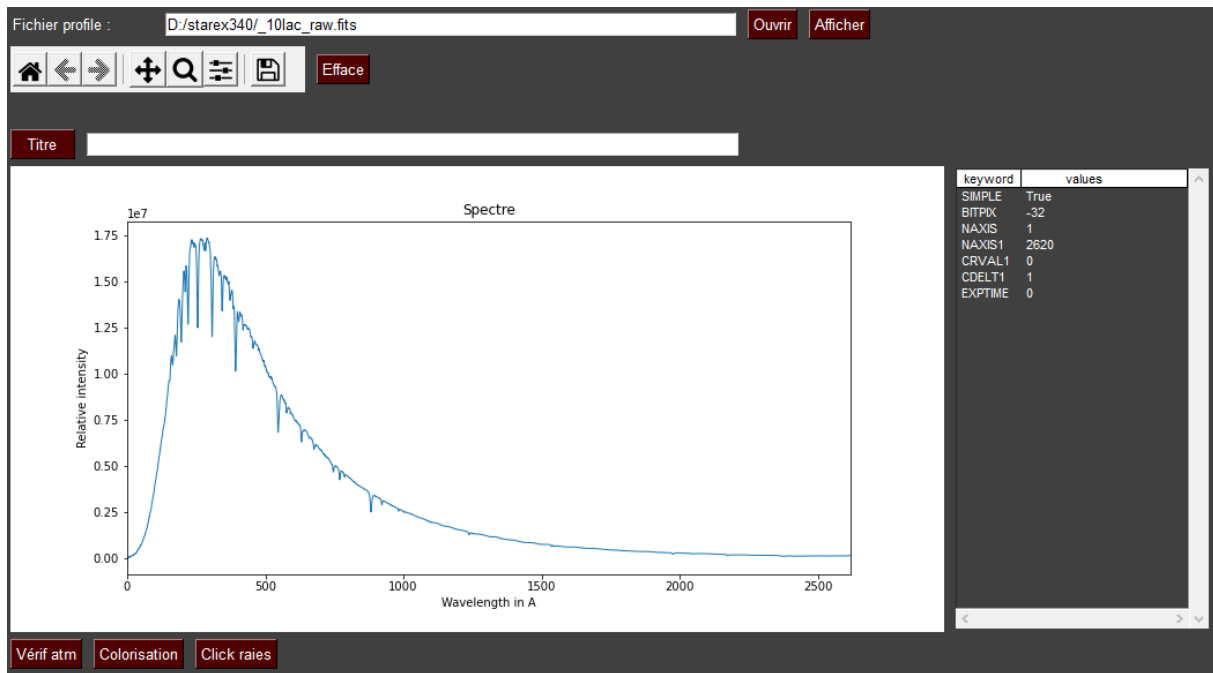 Fichier profile : D:/starex340/_10lac_raw.fits Ouvrir Afficher
Efface
Titre
Spectre
1e7
1.75
1.50
1.25
1.00
0.75
0.50
0.25
0.00
Relative intensity
0 500 1000 1500 2000 2500
Wavelength in A
keyword values
SIMPLE True
BITPIX -32
NAXIS 1
NAXIS1 2620
CRVAL1 0
CDELT1 1
EXPTIME 0
Vérif atm Colorisation Click raies